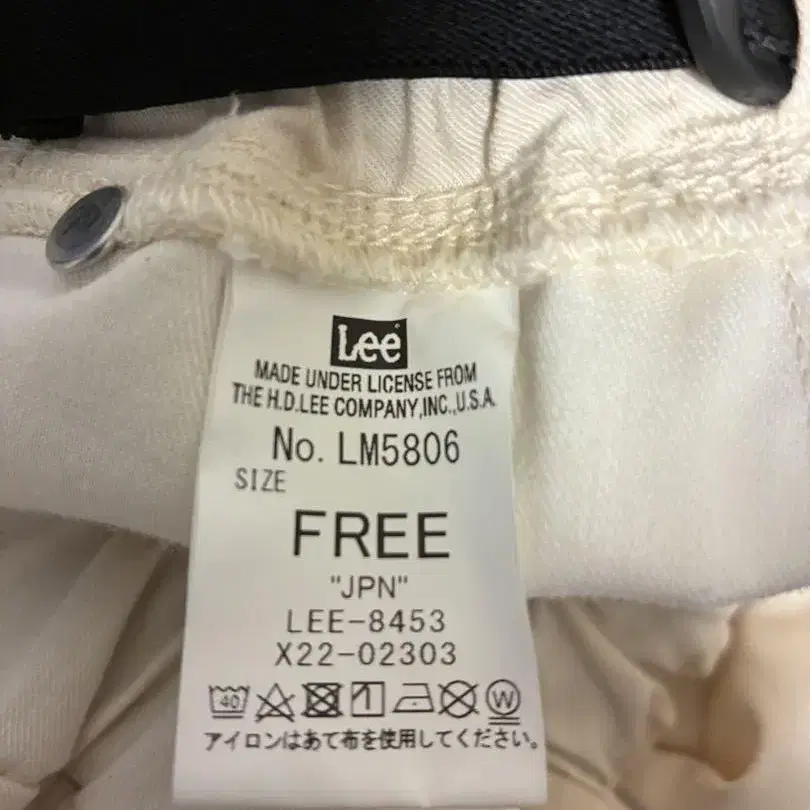 Lee
MADE UNDER LICENSE FROM
THE H.D.LEE COMPANY,INC.,U.S.A.
No. LM5806
SIZE
FREE
"JPN"
LEE-8453
X22-02303
40 W
アイロンはあて布を使用してください。